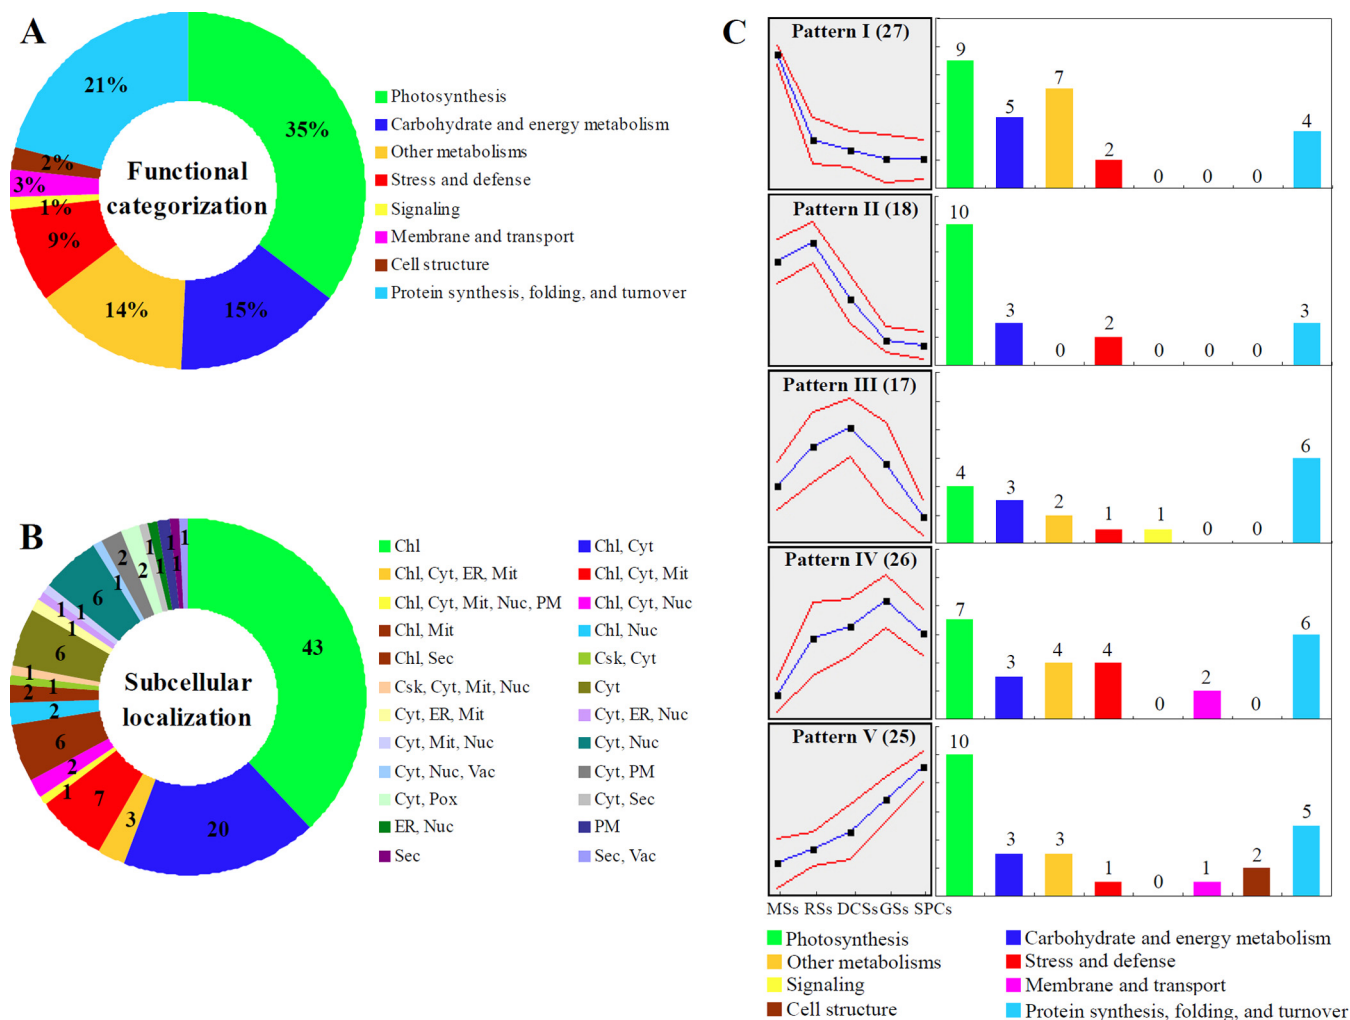 A
21%
35%
2%
3%
1%
9%
14%
15%
Functional
categorization
Photosynthesis
Carbohydrate and energy metabolism
Other metabolisms
Stress and defense
Signaling
Membrane and transport
Cell structure
Protein synthesis, folding, and turnover
B
43
20
3
7
1
2
6
2
2
1
1
6
1
1
1
6
1
2
2
1
1
1
1
1
Subcellular
localization
Chl
Chl, Cyt
Chl, Cyt, ER, Mit
Chl, Cyt, Mit
Chl, Cyt, Mit, Nuc, PM
Chl, Cyt, Nuc
Chl, Mit
Chl, Nuc
Chl, Sec
Csk, Cyt
Csk, Cyt, Mit, Nuc
Cyt
Cyt, ER, Mit
Cyt, ER, Nuc
Cyt, Mit, Nuc
Cyt, Nuc
Cyt, Nuc, Vac
Cyt, PM
Cyt, Pox
Cyt, Sec
ER, Nuc
PM
Sec
Sec, Vac
C
Pattern I (27)
9
5
7
2
0
0
0
4
Pattern II (18)
10
3
0
2
0
0
0
3
Pattern III (17)
4
3
2
1
1
0
0
6
Pattern IV (26)
7
3
4
4
0
2
0
6
Pattern V (25)
10
3
3
1
0
1
2
5
MSs RSs DCSsGSs SPCs
Photosynthesis
Carbohydrate and energy metabolism
Other metabolisms
Stress and defense
Signaling
Membrane and transport
Cell structure
Protein synthesis, folding, and turnover